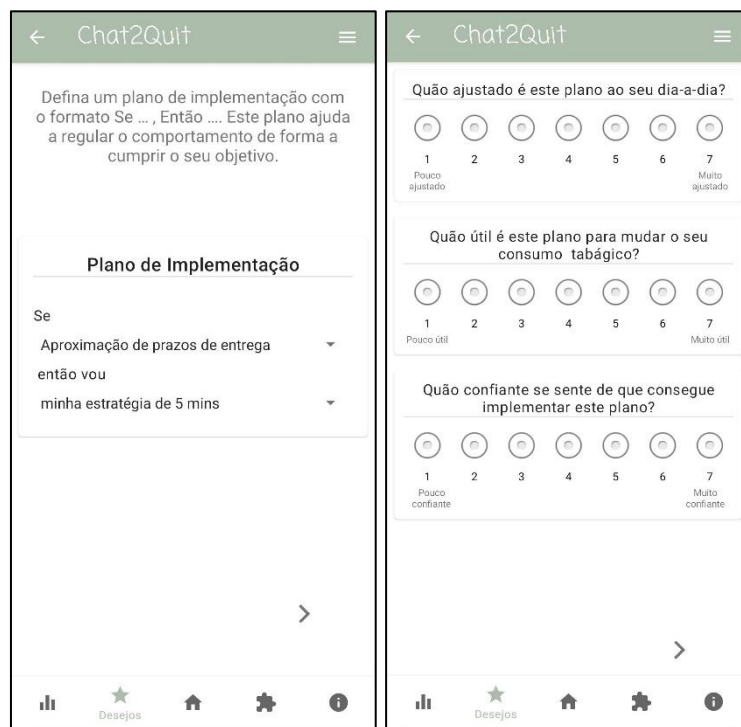 Chat2Quit
Defina um plano de implementação com
o formato Se ... , Então .... Este plano ajuda
a regular o comportamento de forma a
cumprir o seu objetivo.
Plano de Implementação
Se
Aproximação de prazos de entrega
então vou
minha estratégia de 5 mins
Desejos
Chat2Quit
Quão ajustado é este plano ao seu dia-a-dia?
1 2 3 4 5 6 7
Pouco ajustado Muito ajustado
Quão útil é este plano para mudar o seu
consumo tabágico?
1 2 3 4 5 6 7
Pouco útil Muito útil
Quão confiante se sente de que consegue
implementar este plano?
1 2 3 4 5 6 7
Pouco confiante Muito confiante
Desejos